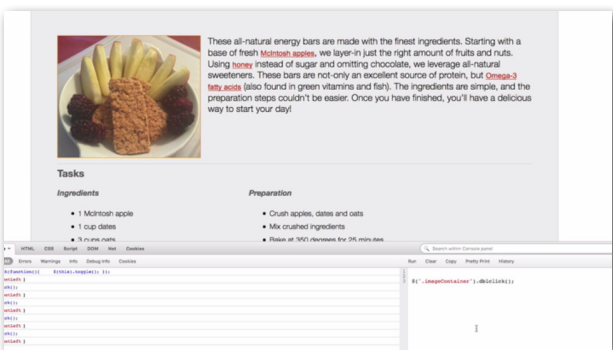 These all-natural energy bars are made with the finest ingredients. Starting with a
base of fresh McIntosh apples, we layer-in just the right amount of fruits and nuts.
Using honey instead of sugar and omitting chocolate, we leverage all-natural
sweeteners. These bars are not-only an excellent source of protein, but Omega-3
fatty acids (also found in green vitamins and fish). The ingredients are simple, and the
preparation steps couldn't be easier. Once you have finished, you'll have a delicious
way to start your day!
Tasks
Ingredients
1 McIntosh apple
1 cup dates
3 cups oats
Preparation
Crush apples, dates and oats
Mix crushed ingredients
Bake at 350 degrees for 25 minutes
HTML CSS Script DOM Net Cookies
Search within Console panel
All Errors Warnings Info Debug Info Cookies
Run Clear Copy Pretty Print History
$(this).toggle(); });
$('.imageContainer').dblclick();